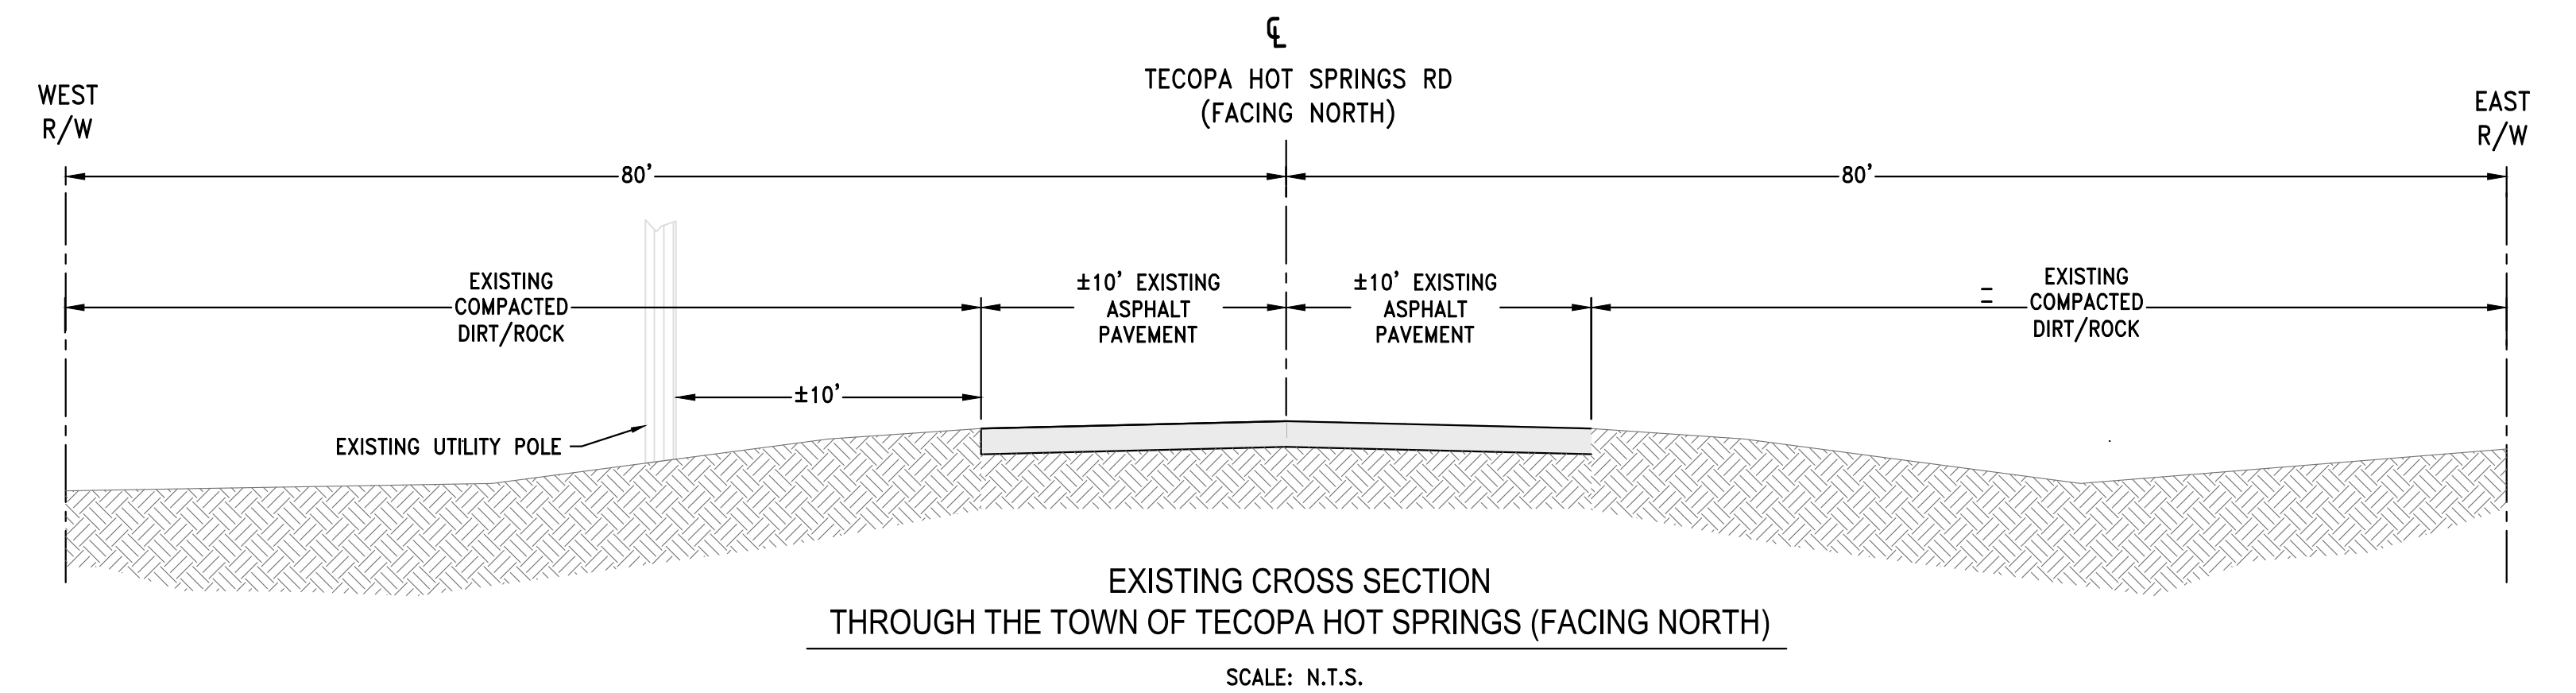 ℄
TECOPA HOT SPRINGS RD
(FACING NORTH)
WEST
R/W
EAST
R/W
80'
80'
EXISTING
COMPACTED
DIRT/ROCK
±10' EXISTING
ASPHALT
PAVEMENT
±10' EXISTING
ASPHALT
PAVEMENT
EXISTING
COMPACTED
DIRT/ROCK
±10'
EXISTING UTILITY POLE
EXISTING CROSS SECTION
THROUGH THE TOWN OF TECOPA HOT SPRINGS (FACING NORTH)
SCALE: N.T.S.